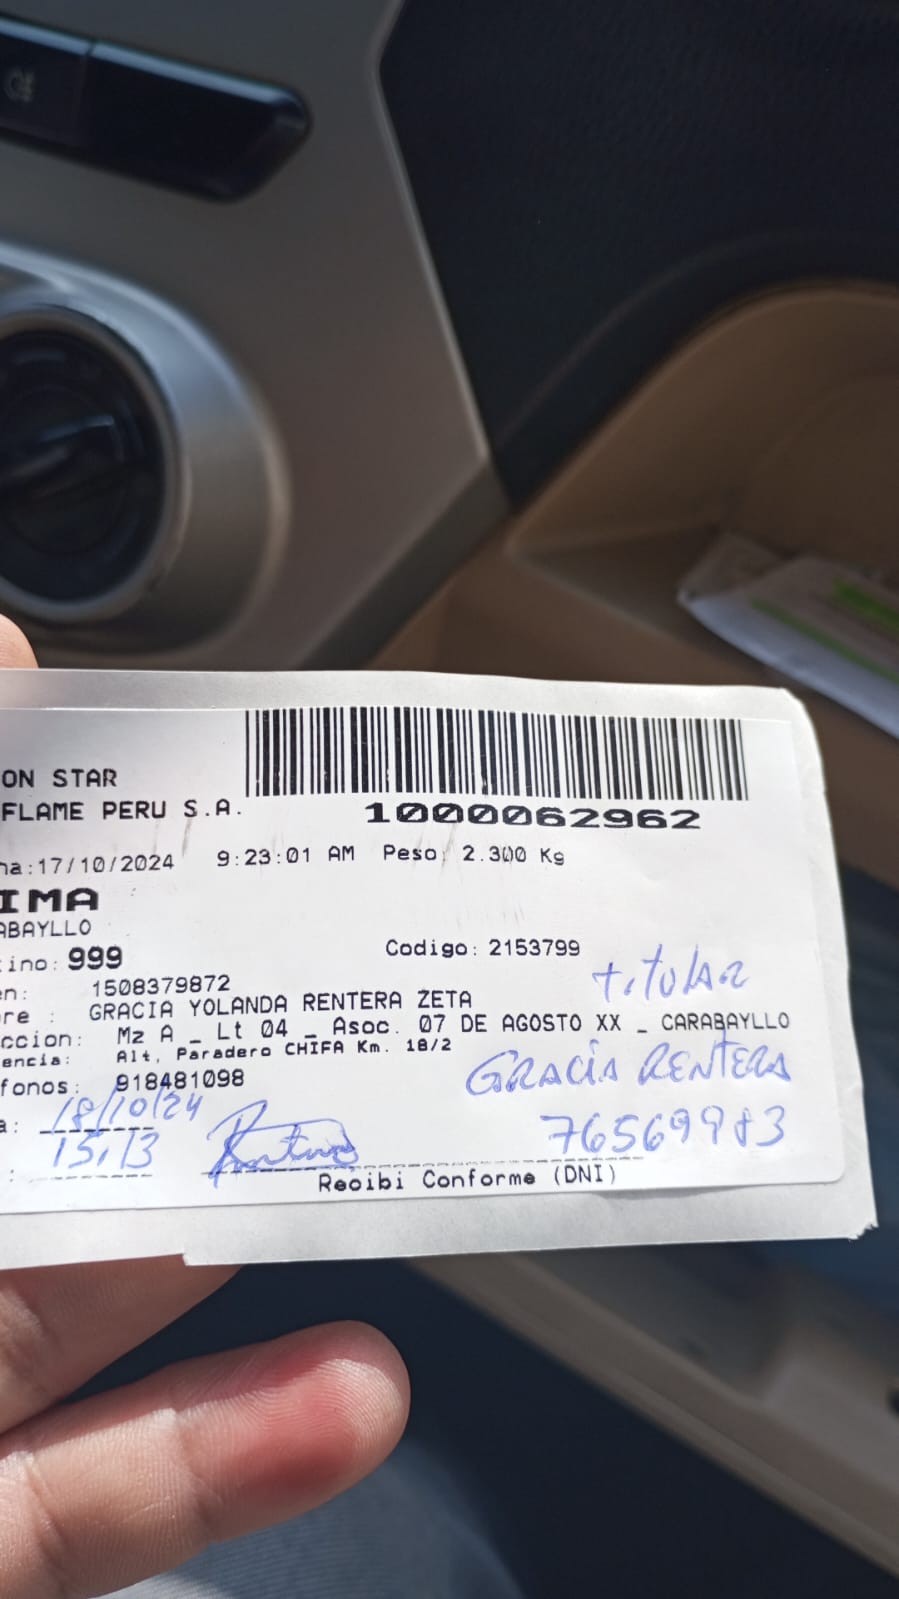 ON STAR
FLAME PERU S.A.
1000062962
na:17/10/2024 9:23:01 AM Peso: 2.300 Kg
IMA
ABAYLLO
ino: 999
Codigo: 2153799
n: 1508379872
titular
re : GRACIA YOLANDA RENTERA ZETA
ccion: Mz A _ Lt 04 _ Asoc. 07 DE AGOSTO XX _ CARABAYLLO
encia: Alt, Paradero CHIFA Km. 18/2
fonos: 918481098
GRACIA RENTERA
a: 18/10/24
15:13
76569983
Recibi Conforme (DNI)